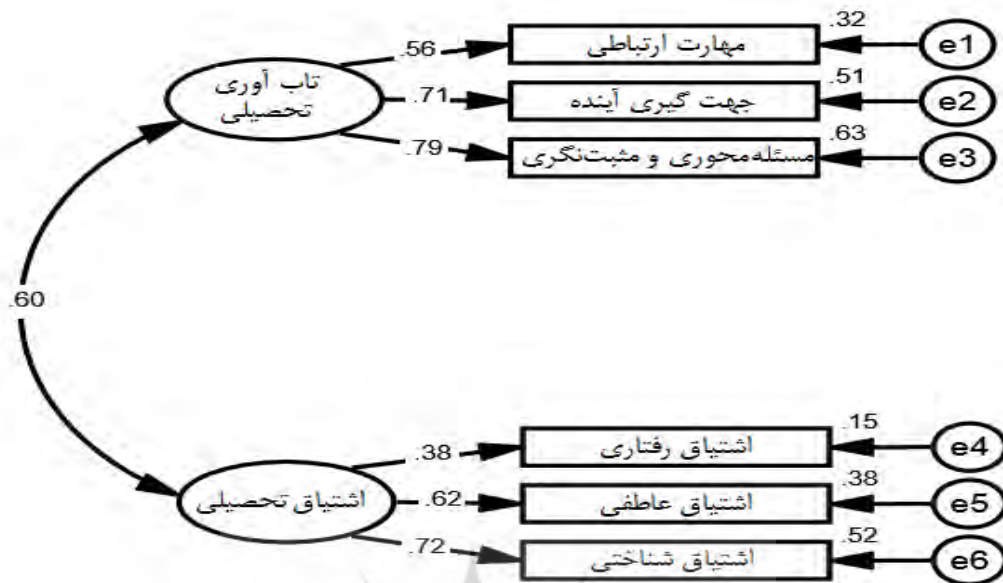 .32
مهارت ارتباطی
e1
.56
تاب آوری
تحصیلی
.51
جهت گیری آینده
e2
.71
.63
مسئله‌محوری و مثبت‌نگری
e3
.79
.60
.15
اشتیاق رفتاری
e4
.38
اشتیاق تحصیلی
.38
اشتیاق عاطفی
e5
.62
.52
اشتیاق شناختی
e6
.72